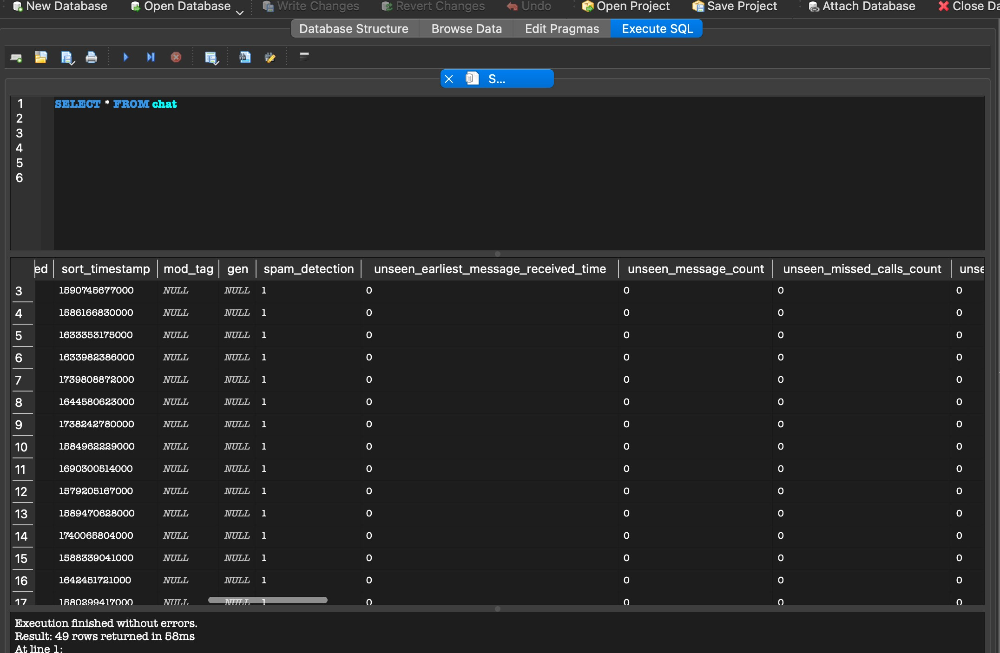 New Database Open Database Write Changes Revert Changes Undo Open Project Save Project Attach Database Close Da
Database Structure Browse Data Edit Pragmas Execute SQL
S...
1 SELECT * FROM chat
2
3
4
5
6
ed sort_timestamp mod_tag gen spam_detection unseen_earliest_message_received_time unseen_message_count unseen_missed_calls_count unse
3 1590745677000 NULL NULL 1 0 0 0 0
4 1586166830000 NULL NULL 1 0 0 0 0
5 1633353175000 NULL NULL 1 0 0 0 0
6 1633982386000 NULL NULL 1 0 0 0 0
7 1739808872000 NULL NULL 1 0 0 0 0
8 1644580623000 NULL NULL 1 0 0 0 0
9 1738242780000 NULL NULL 1 0 0 0 0
10 1584962229000 NULL NULL 1 0 0 0 0
11 1690300514000 NULL NULL 1 0 0 0 0
12 1579205167000 NULL NULL 1 0 0 0 0
13 1589470628000 NULL NULL 1 0 0 0 0
14 1740065804000 NULL NULL 1 0 0 0 0
15 1588339041000 NULL NULL 1 0 0 0 0
16 1642451721000 NULL NULL 1 0 0 0 0
17 1580299417000 NULL NULL 1 0 0 0 0
Execution finished without errors.
Result: 49 rows returned in 58ms
At line 1: